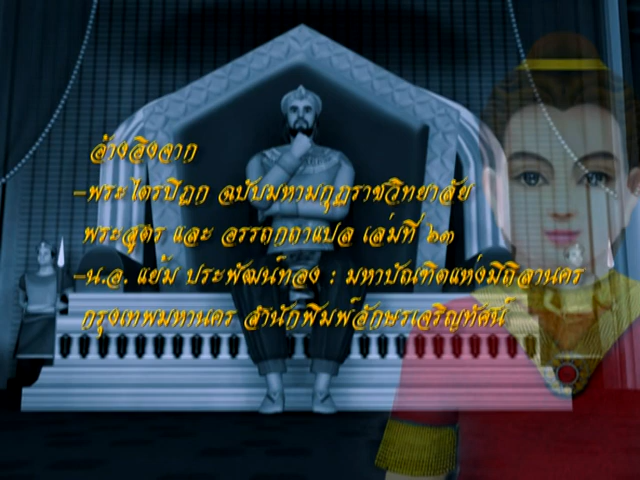 อ้างอิงจาก
-พระไตรปิฎก ฉบับมหามกุฏราชวิทยาลัย
พระสูตร และ อรรถกถาแปล เล่มที่ ๖๓
-น.อ. แย้ม ประพัฒน์ทอง : มหาบัณฑิตแห่งมิถิลานคร
กรุงเทพมหานคร สำนักพิมพ์อักษรเจริญทัศน์